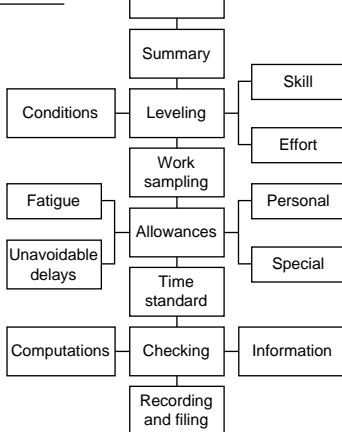 Summary
Skill
Conditions
Leveling
Effort
Work
sampling
Fatigue
Personal
Allowances
Unavoidable
delays
Special
Time
standard
Computations
Checking
Information
Recording
and filing